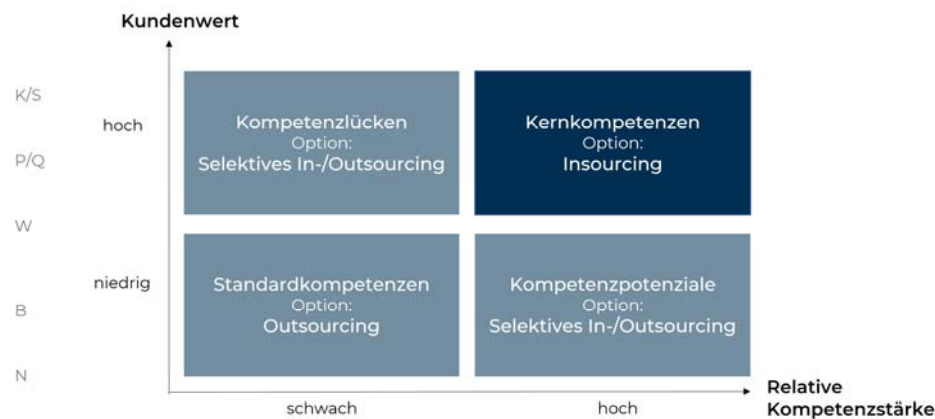 Kundenwert
K/S
hoch
P/Q
W
niedrig
B
N
Kompetenzlücken
Option:
Selektives In-/Outsourcing
Kernkompetenzen
Option:
Insourcing
Standardkompetenzen
Option:
Outsourcing
Kompetenzpotenziale
Option:
Selektives In-/Outsourcing
schwach
hoch
Relative
Kompetenzstärke